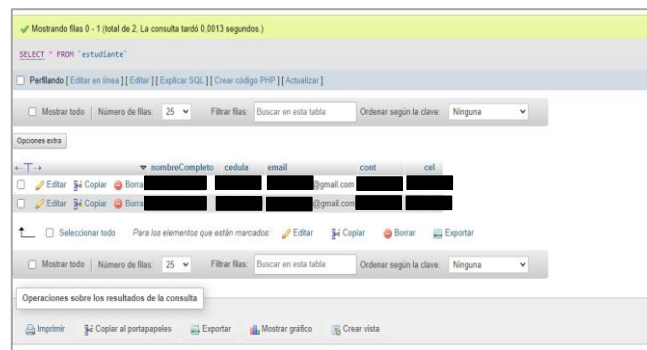 Mostrando filas 0 - 1 (total de 2, La consulta tardó 0,0013 segundos.)
SELECT * FROM `estudiante`
Perfilando [ Editar en línea ] [ Editar ] [ Explicar SQL ] [ Crear código PHP ] [ Actualizar ]
Mostrar todo | Número de filas: 25 Filtrar filas: Buscar en esta tabla Ordenar según la clave: Ninguna
Opciones extra
←T→ nombreCompleto cedula email cont cel
Editar Copiar Borra @gmail.com
Editar Copiar Borra @gmail.com
Seleccionar todo Para los elementos que están marcados: Editar Copiar Borrar Exportar
Mostrar todo | Número de filas: 25 Filtrar filas: Buscar en esta tabla Ordenar según la clave: Ninguna
Operaciones sobre los resultados de la consulta
Imprimir Copiar al portapapeles Exportar Mostrar gráfico Crear vista